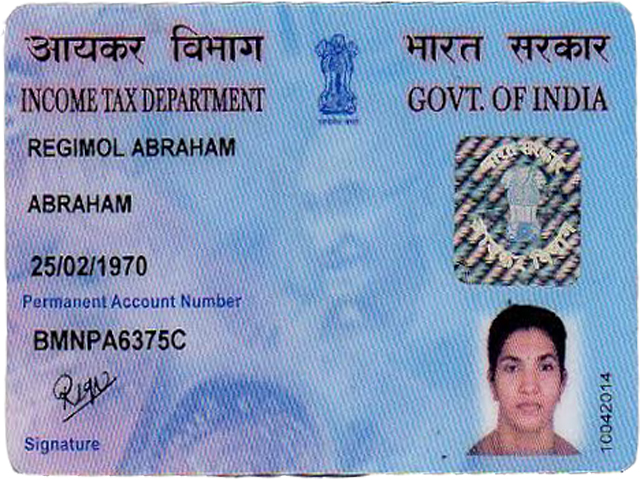 आयकर विभाग
INCOME TAX DEPARTMENT
भारत सरकार
GOVT. OF INDIA
REGIMOL ABRAHAM
ABRAHAM
25/02/1970
Permanent Account Number
BMNPA6375C
Signature
10042014